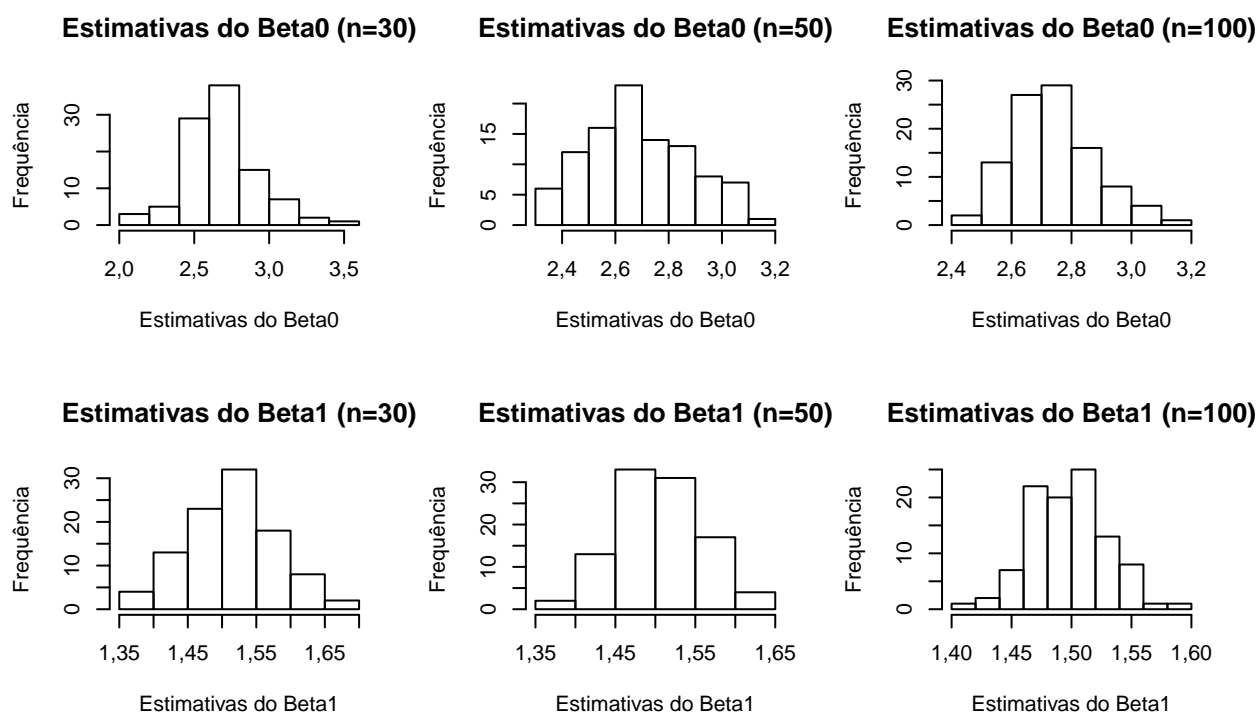 Estimativas do Beta0 (n=30)
Frequência
0 10 30
2,0 2,5 3,0 3,5
Estimativas do Beta0
Estimativas do Beta0 (n=50)
Frequência
0 5 15
2,4 2,6 2,8 3,0 3,2
Estimativas do Beta0
Estimativas do Beta0 (n=100)
Frequência
0 10 20 30
2,4 2,6 2,8 3,0 3,2
Estimativas do Beta0
Estimativas do Beta1 (n=30)
Frequência
0 10 20 30
1,35 1,45 1,55 1,65
Estimativas do Beta1
Estimativas do Beta1 (n=50)
Frequência
0 10 20 30
1,35 1,45 1,55 1,65
Estimativas do Beta1
Estimativas do Beta1 (n=100)
Frequência
0 10 20
1,40 1,45 1,50 1,55 1,60
Estimativas do Beta1